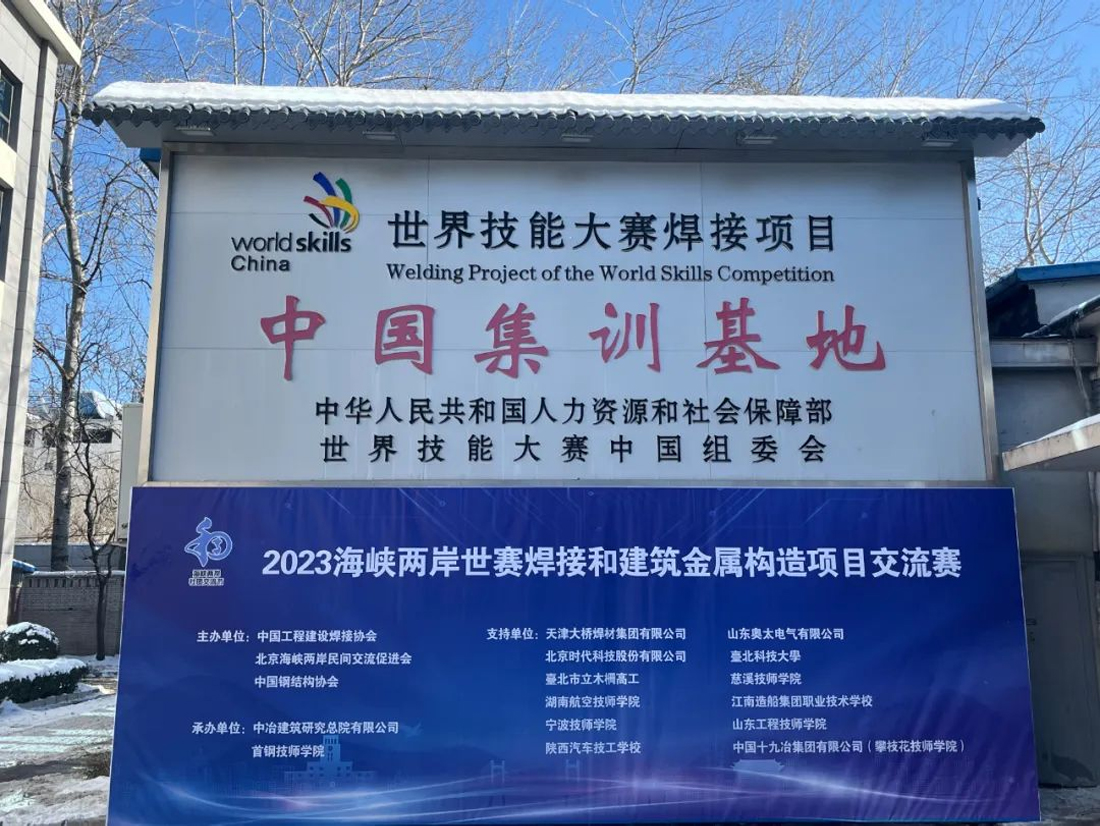 world skills
China
世界技能大赛焊接项目
Welding Project of the World Skills Competition
中国集训基地
中华人民共和国人力资源和社会保障部
世界技能大赛中国组委会
和
海峡两岸
社团交流节
2023海峡两岸世赛焊接和建筑金属构造项目交流赛
主办单位：中国工程建设焊接协会
北京海峡两岸民间交流促进会
中国钢结构协会
承办单位：中冶建筑研究总院有限公司
首钢技师学院
支持单位：天津大桥焊材集团有限公司
北京时代科技股份有限公司
臺北市立木柵高工
湖南航空技师学院
宁波技师学院
陕西汽车技工学校
山东奥太电气有限公司
臺北科技大學
慈溪技师学院
江南造船集团职业技术学校
山东工程技师学院
中国十九冶集团有限公司（攀枝花技师学院）